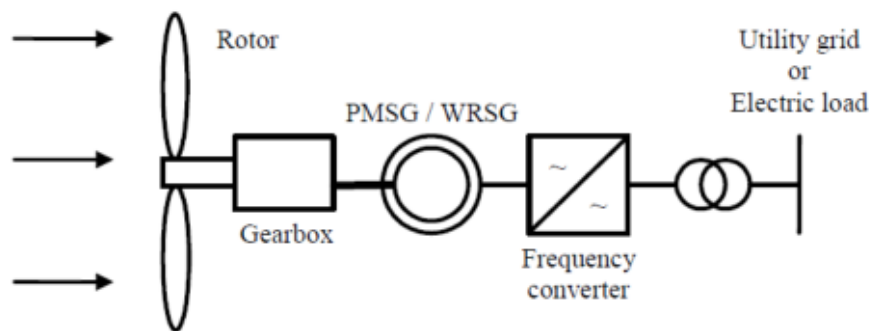 Rotor
Utility grid
or
Electric load
PMSG / WRSG
~
~
Gearbox
Frequency
converter